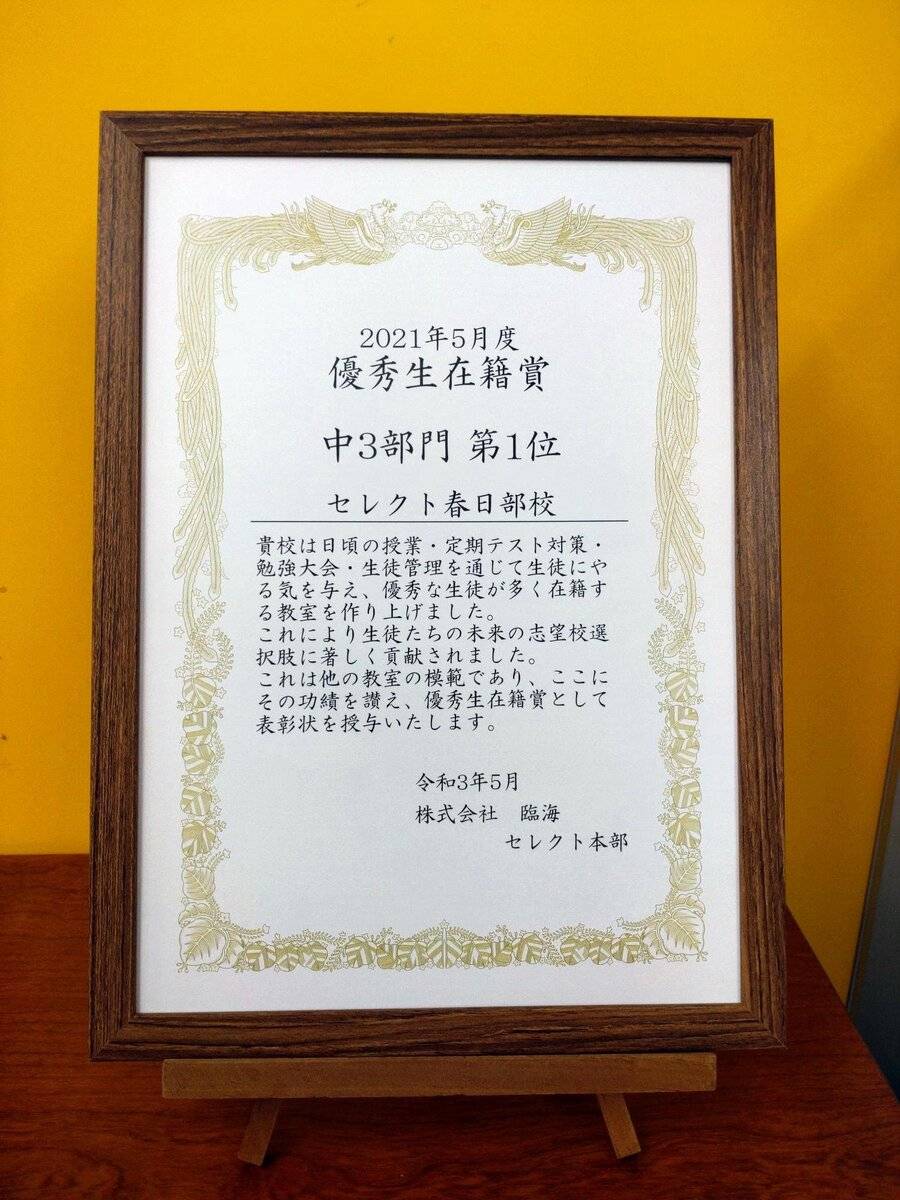 2021年5月度
優秀生在籍賞
中3部門 第1位
セレクト春日部校
貴校は日頃の授業・定期テスト対策・
勉強大会・生徒管理を通じて生徒にや
る気を与え、優秀な生徒が多く在籍す
る教室を作り上げました。
これにより生徒たちの未来の志望校選
択肢に著しく貢献されました。
これは他の教室の模範であり、ここに
その功績を讃え、優秀生在籍賞として
表彰状を授与いたします。
令和3年5月
株式会社　臨海
セレクト本部